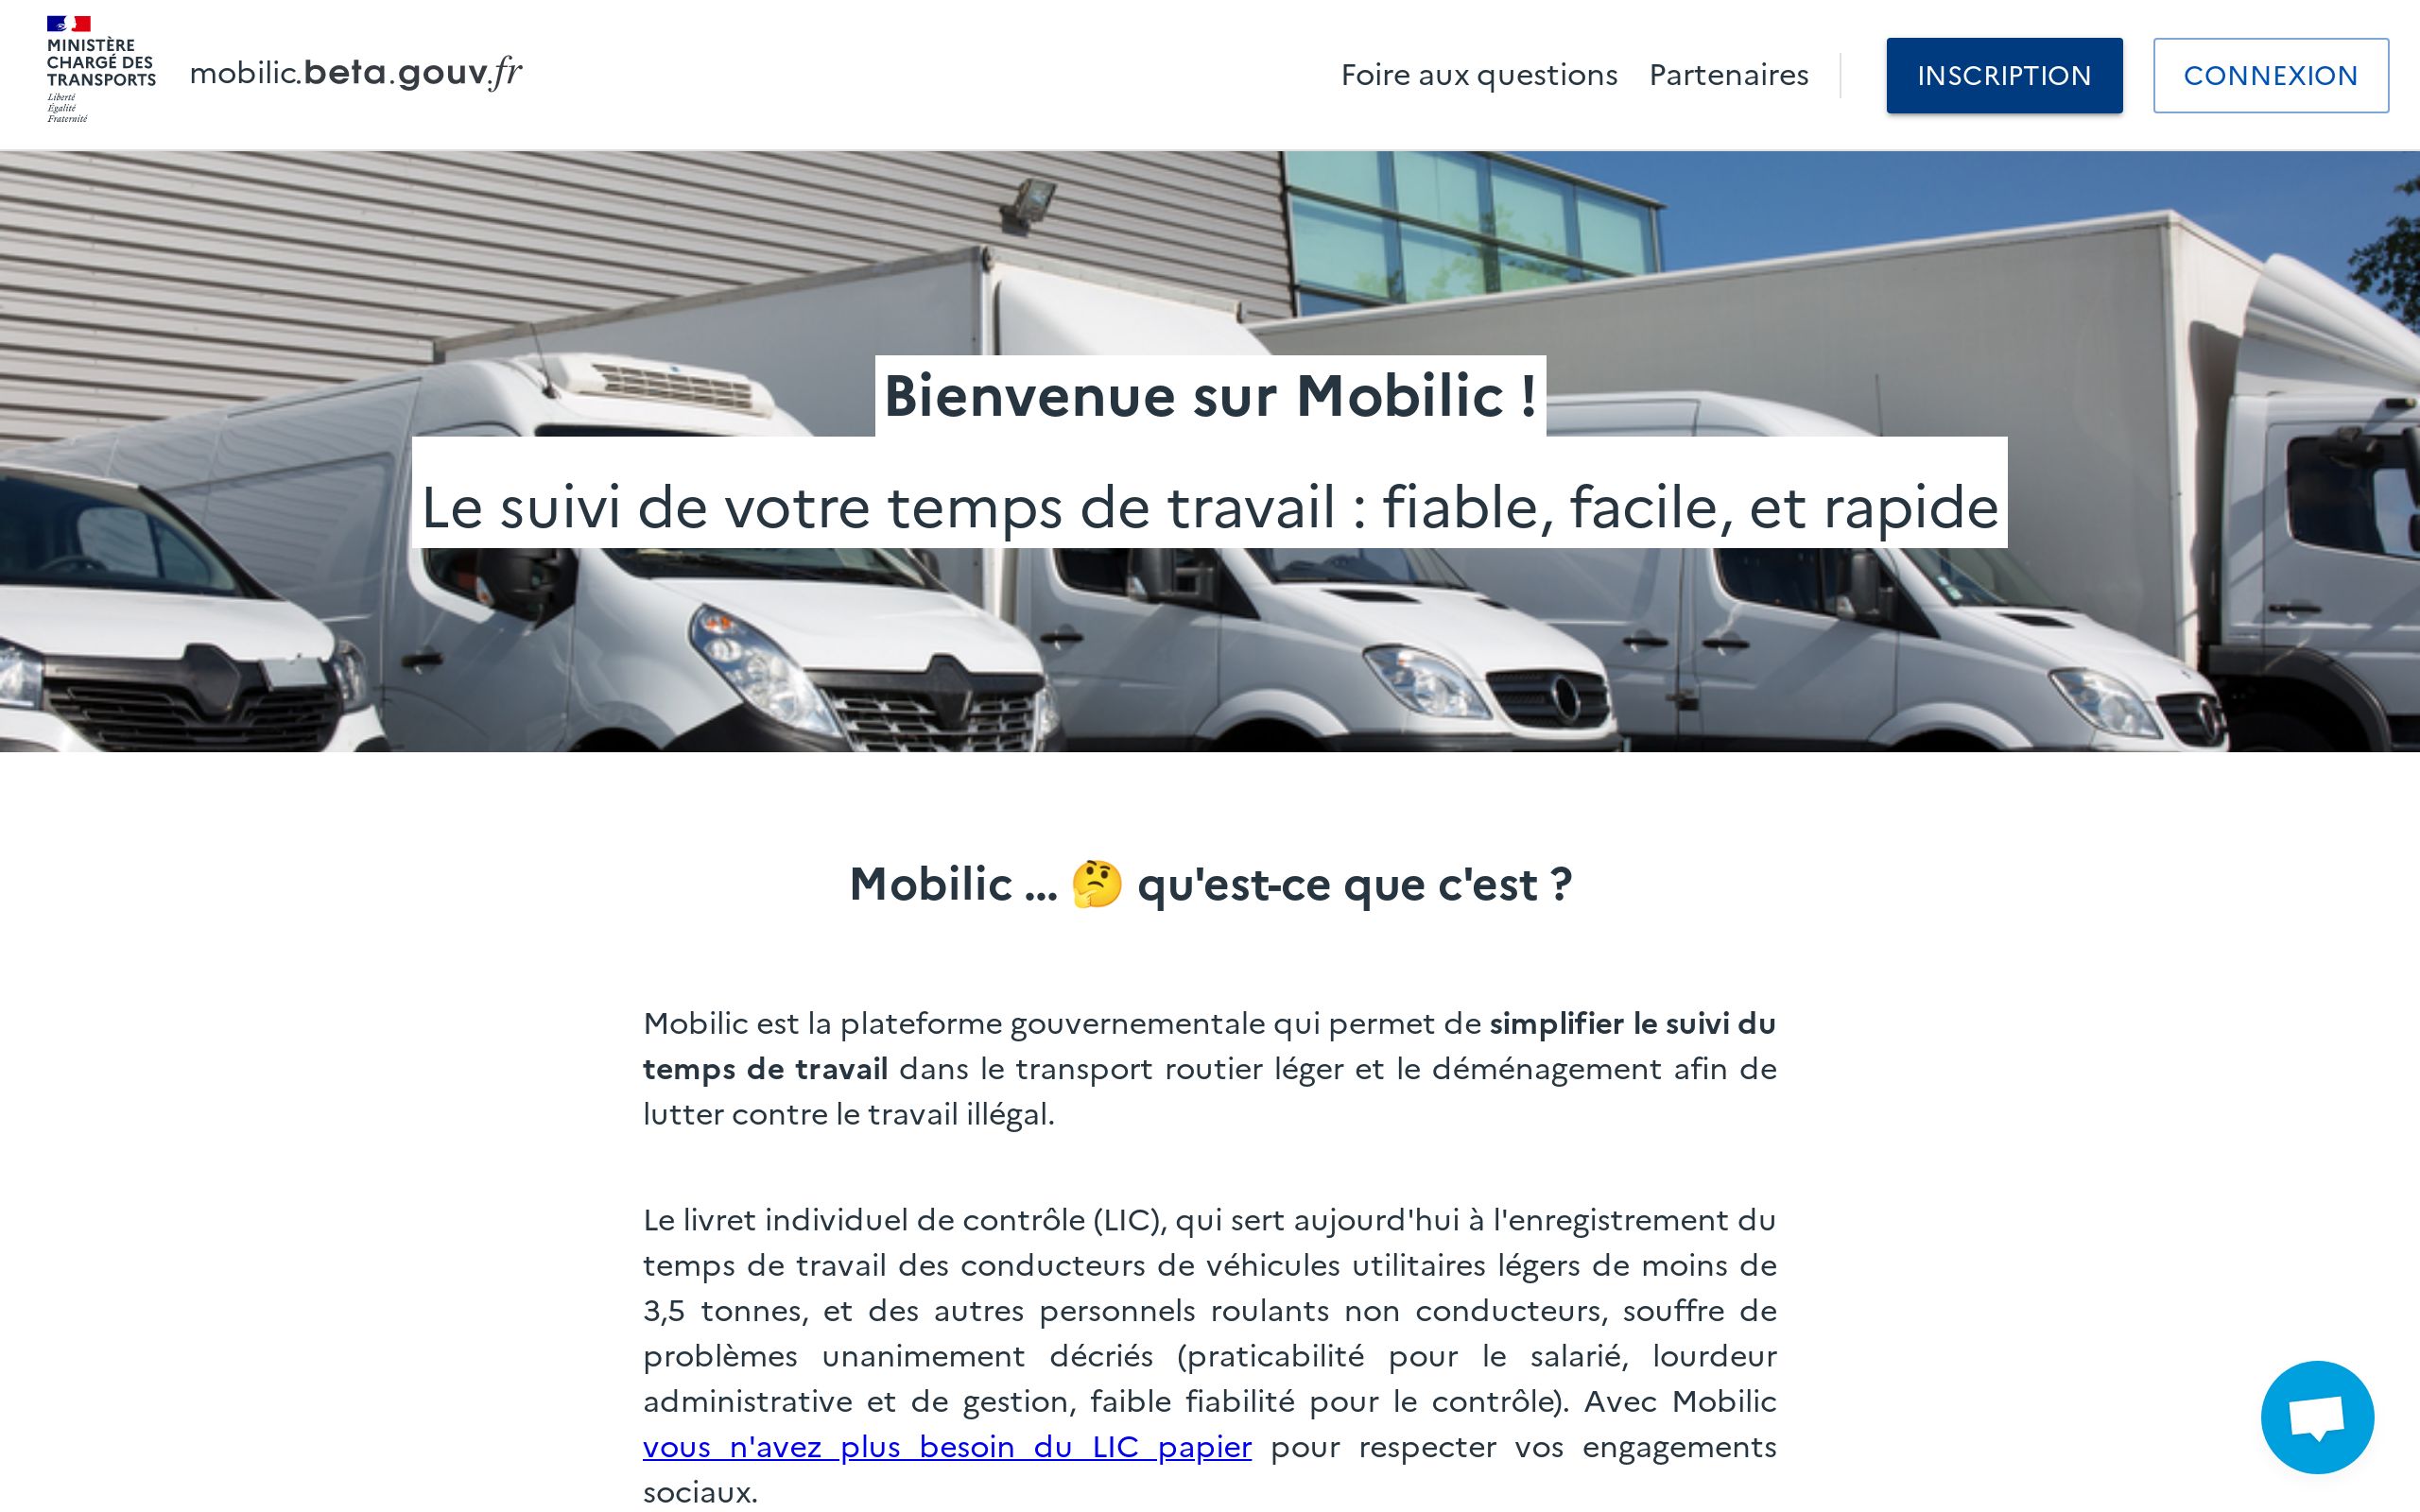 MINISTÈRE
CHARGÉ DES
TRANSPORTS
Liberté
Égalité
Fraternité
mobilic.beta.gouv.fr
Foire aux questions
Partenaires
INSCRIPTION
CONNEXION
Bienvenue sur Mobilic !
Le suivi de votre temps de travail : fiable, facile, et rapide
Mobilic ... 🤔 qu'est-ce que c'est ?
Mobilic est la plateforme gouvernementale qui permet de simplifier le suivi du
temps de travail dans le transport routier léger et le déménagement afin de
lutter contre le travail illégal.
Le livret individuel de contrôle (LIC), qui sert aujourd'hui à l'enregistrement du
temps de travail des conducteurs de véhicules utilitaires légers de moins de
3,5 tonnes, et des autres personnels roulants non conducteurs, souffre de
problèmes unanimement décriés (praticabilité pour le salarié, lourdeur
administrative et de gestion, faible fiabilité pour le contrôle). Avec Mobilic
vous n'avez plus besoin du LIC papier pour respecter vos engagements
sociaux.